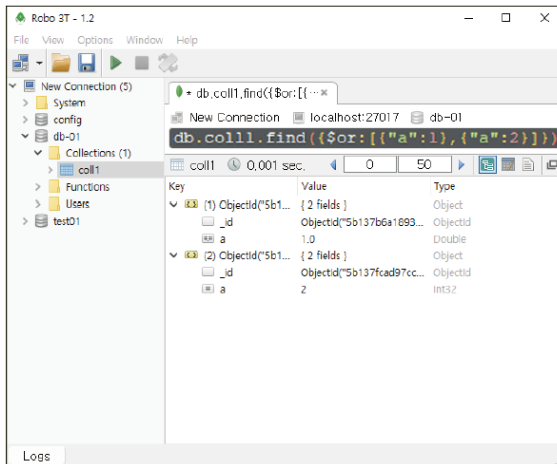 Robo 3T - 1.2
File View Options Window Help
New Connection (5)
System
config
db-01
Collections (1)
coll1
Functions
Users
test01
* db.coll1.find({$or:[{ ···
New Connection localhost:27017 db-01
db.coll1.find({$or:[{"a":1},{"a":2}]})
coll1 0,001 sec. 0 50
Key Value Type
(1) ObjectId("5b1... { 2 fields } Object
_id ObjectId("5b137b6a1893... ObjectId
a 1.0 Double
(2) ObjectId("5b1... { 2 fields } Object
_id ObjectId("5b137fcad97cc... ObjectId
a 2 Int32
Logs